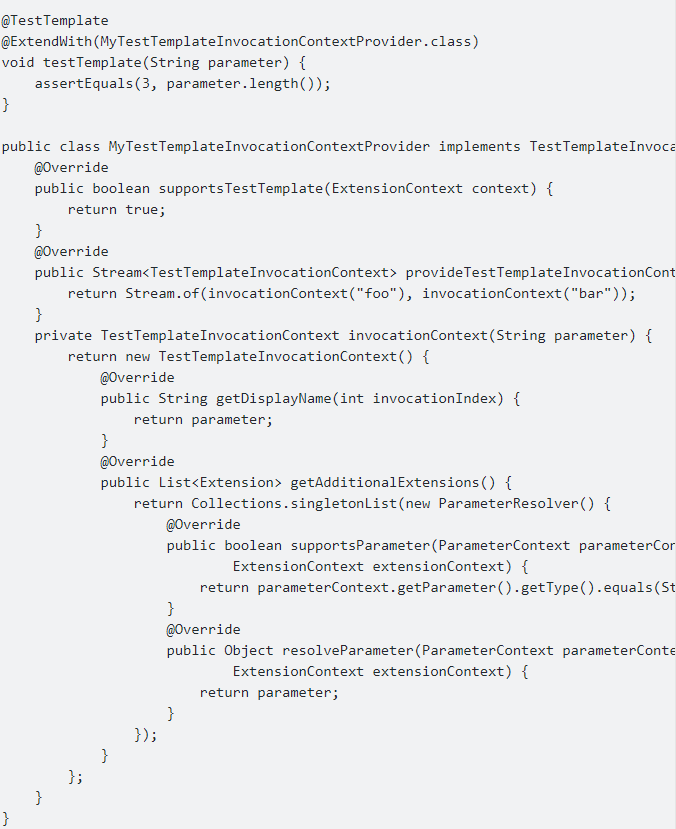 @TestTemplate
@ExtendWith(MyTestTemplateInvocationContextProvider.class)
void testTemplate(String parameter) {
    assertEquals(3, parameter.length());
}

public class MyTestTemplateInvocationContextProvider implements TestTemplateInvoca
    @Override
    public boolean supportsTestTemplate(ExtensionContext context) {
        return true;
    }
    @Override
    public Stream<TestTemplateInvocationContext> provideTestTemplateInvocationCont
        return Stream.of(invocationContext("foo"), invocationContext("bar"));
    }
    private TestTemplateInvocationContext invocationContext(String parameter) {
        return new TestTemplateInvocationContext() {
            @Override
            public String getDisplayName(int invocationIndex) {
                return parameter;
            }
            @Override
            public List<Extension> getAdditionalExtensions() {
                return Collections.singletonList(new ParameterResolver() {
                    @Override
                    public boolean supportsParameter(ParameterContext parameterCon
                            ExtensionContext extensionContext) {
                        return parameterContext.getParameter().getType().equals(St
                    }
                    @Override
                    public Object resolveParameter(ParameterContext parameterConte
                            ExtensionContext extensionContext) {
                        return parameter;
                    }
                });
            }
        };
    }
}